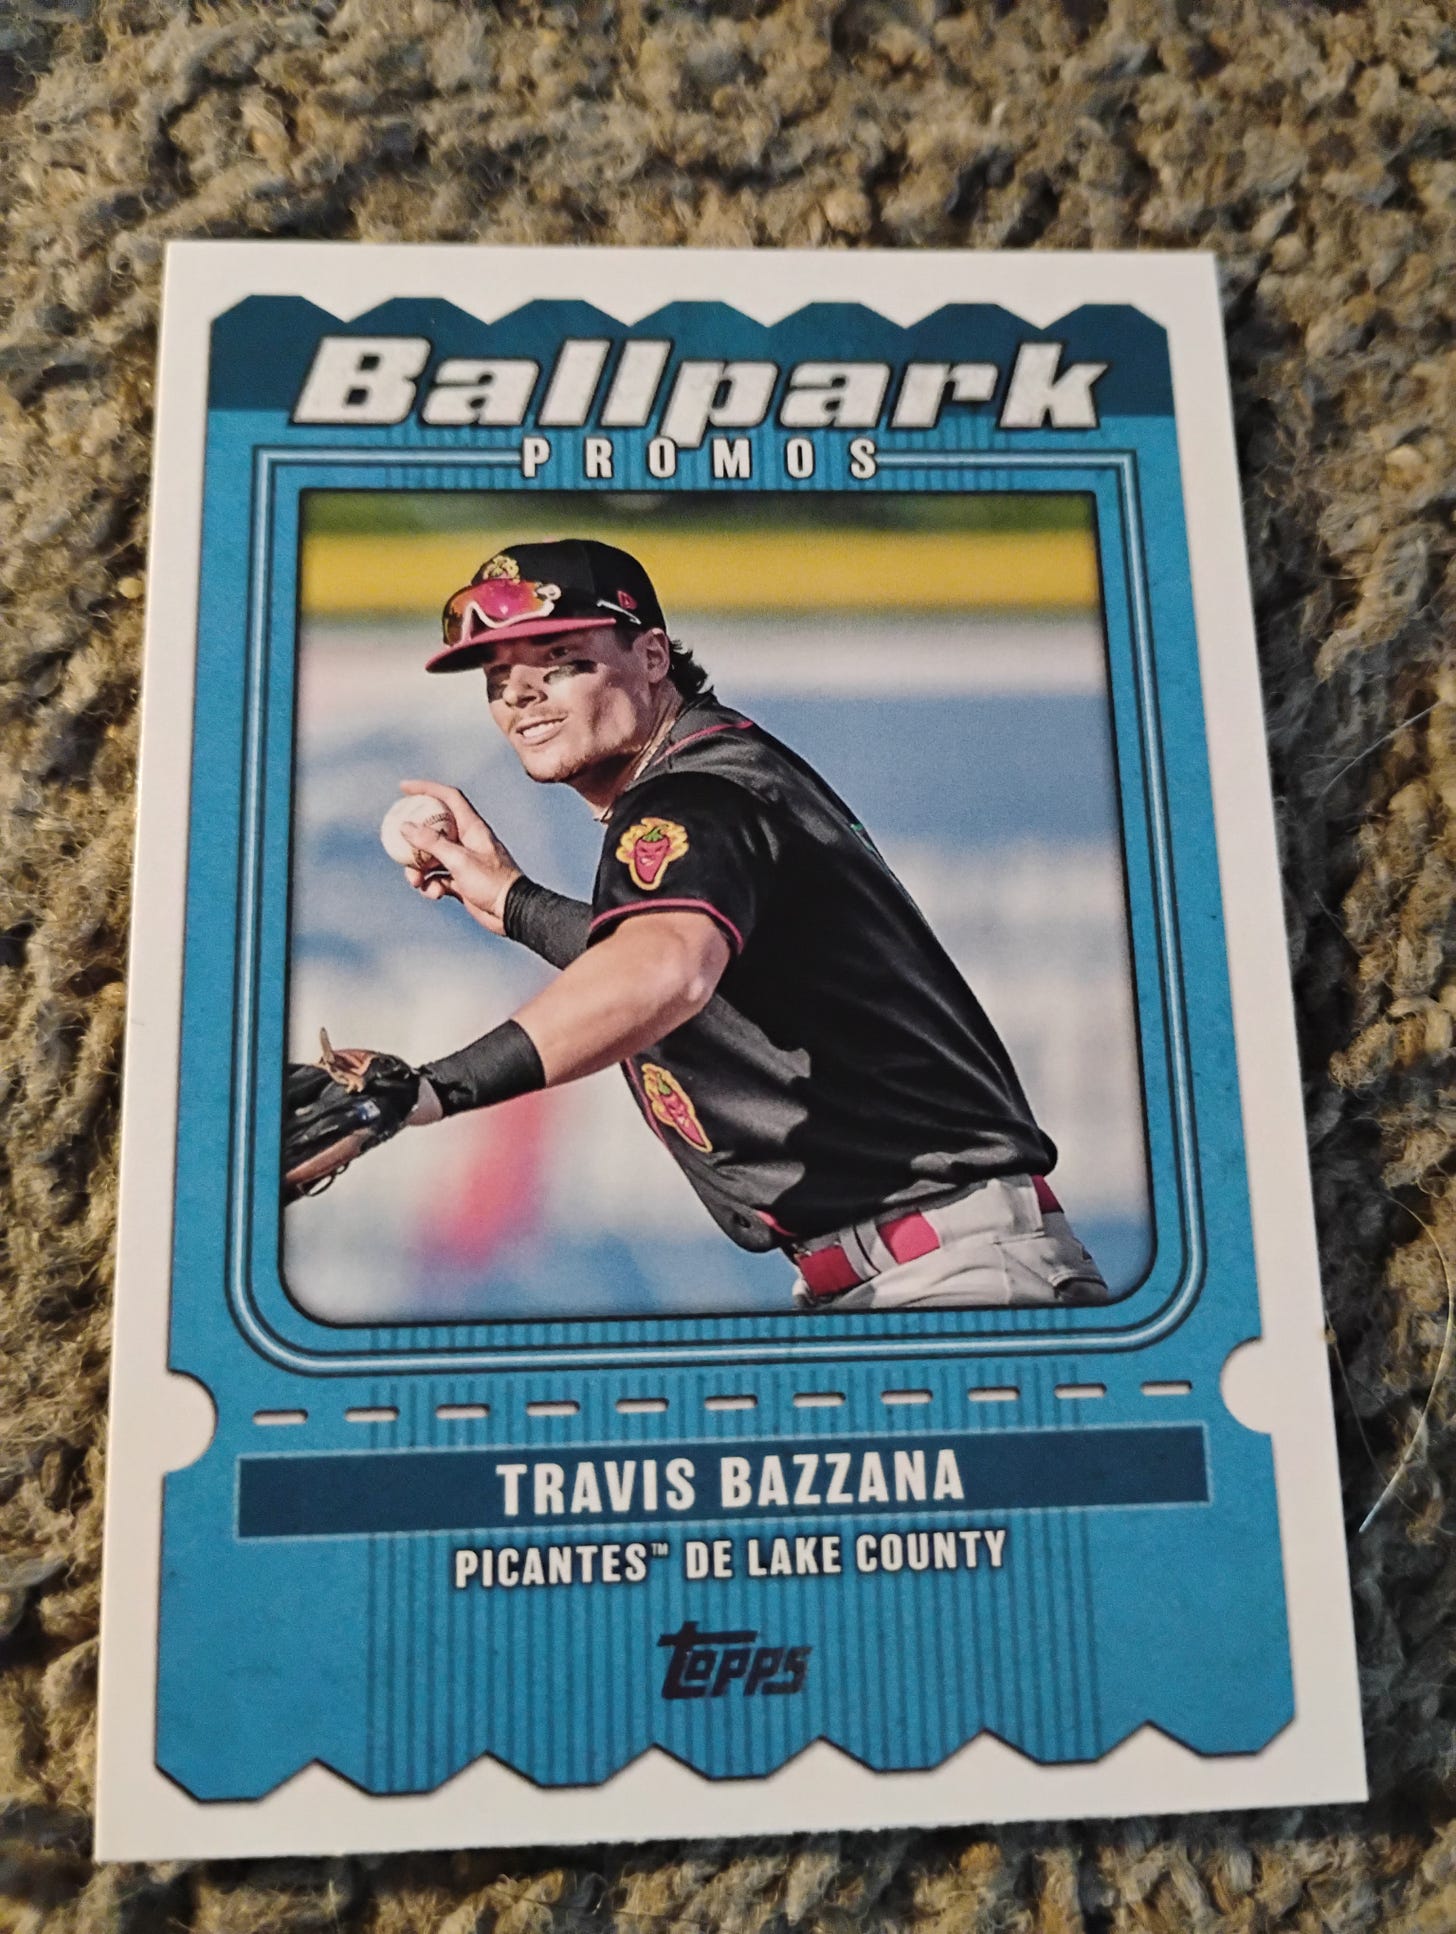 Ballpark
PROMOS
TRAVIS BAZZANA
PICANTES™ DE LAKE COUNTY
topps